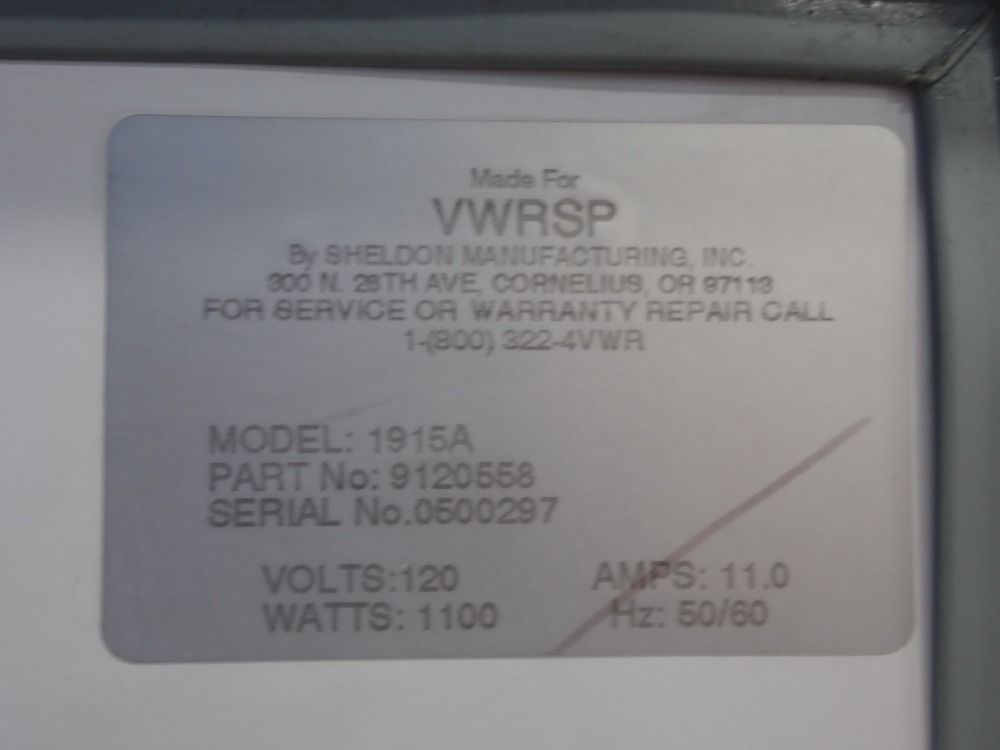 Made For
VWRSP
By SHELDON MANUFACTURING, INC.
300 N. 26TH AVE, CORNELIUS, OR 97113
FOR SERVICE OR WARRANTY REPAIR CALL
1-(800) 322-4VWR
MODEL: 1915A
PART No: 9120558
SERIAL No.0500297
VOLTS:120 AMPS: 11.0
WATTS: 1100 Hz: 50/60